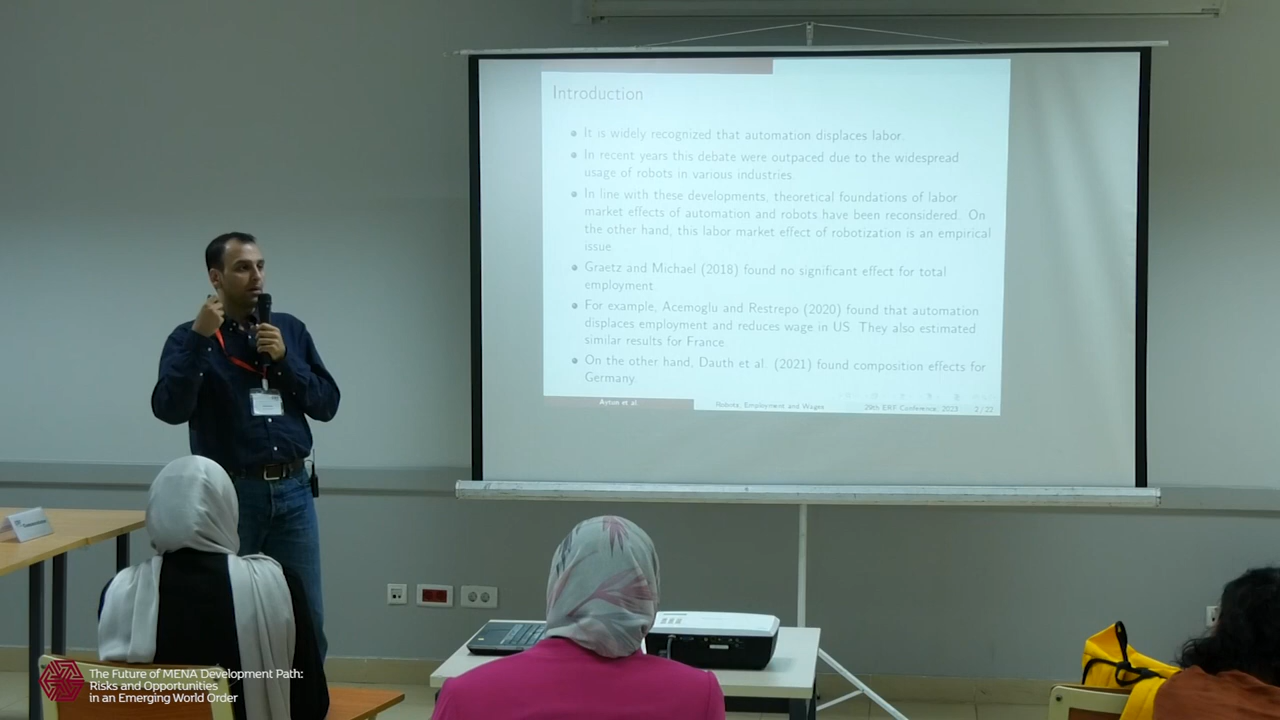 Introduction
It is widely recognized that automation displaces labor.
In recent years this debate were outpaced due to the widespread
usage of robots in various industries.
In line with these developments, theoretical foundations of labor
market effects of automation and robots have been reconsidered. On
the other hand, this labor market effect of robotization is an empirical
issue.
Graetz and Michael (2018) found no significant effect for total
employment.
For example, Acemoglu and Restrepo (2020) found that automation
displaces employment and reduces wage in US. They also estimated
similar results for France.
On the other hand, Dauth et al. (2021) found composition effects for
Germany.
Aytun et al.
Robots, Employment and Wages
29th ERF Conference, 2023
2 / 22
The Future of MENA Development Path:
Risks and Opportunities
in an Emerging World Order